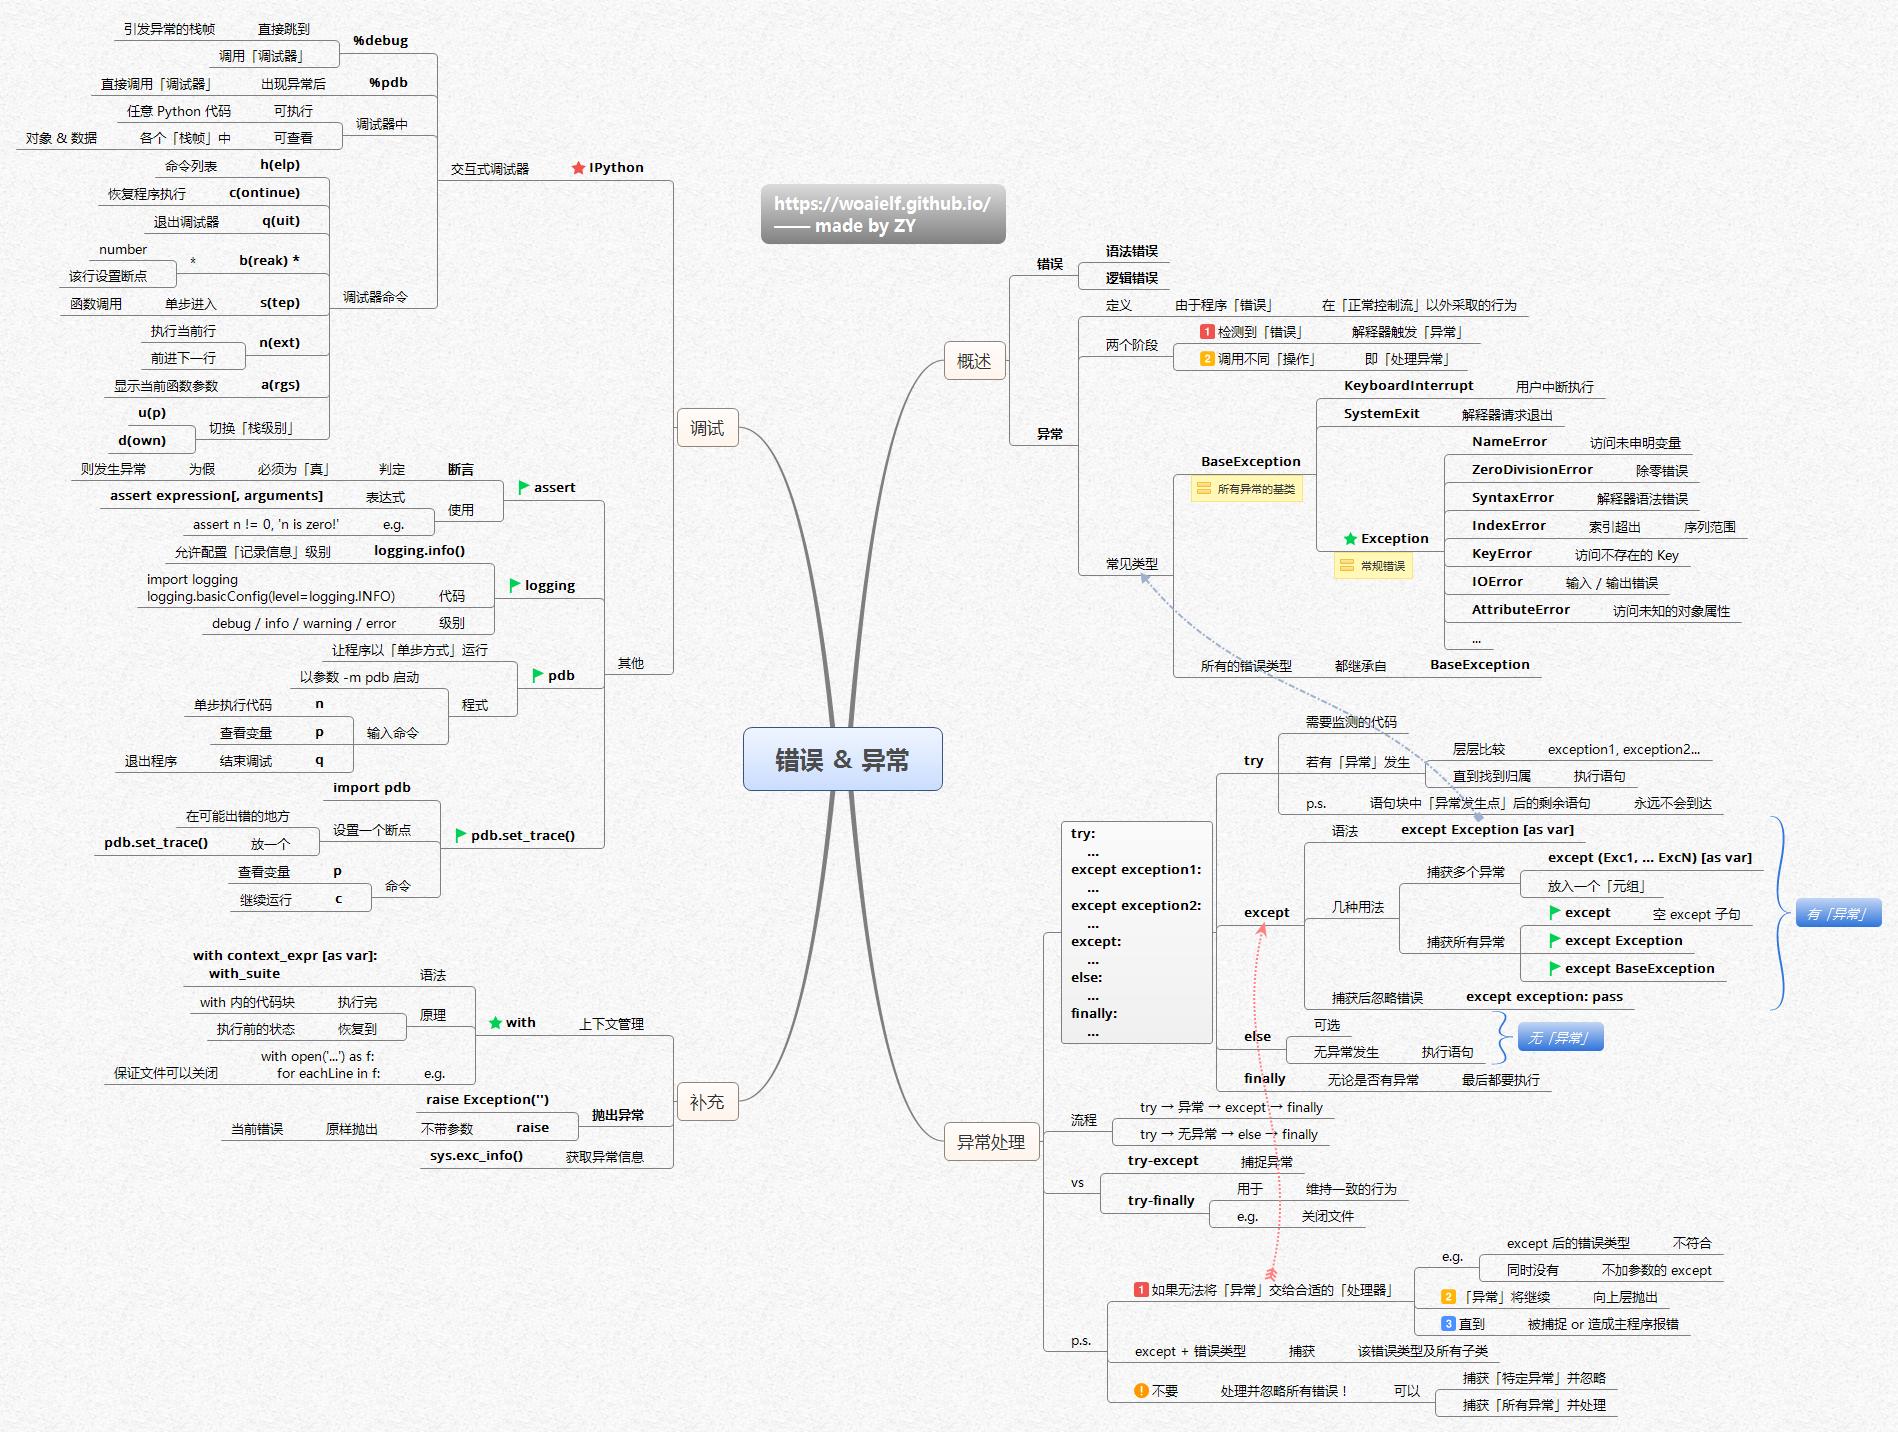 错误 & 异常
https://woaielf.github.io/
—— made by ZY
概述
错误
语法错误
逻辑错误
异常
定义
由于程序「错误」
在「正常控制流」以外采取的行为
两个阶段
1 检测到「错误」
解释器触发「异常」
2 调用不同「操作」
即「处理异常」
常见类型
BaseException
所有异常的基类
KeyboardInterrupt
用户中断执行
SystemExit
解释器请求退出
Exception
常规错误
NameError
访问未申明变量
ZeroDivisionError
除零错误
SyntaxError
解释器语法错误
IndexError
索引超出
序列范围
KeyError
访问不存在的 Key
IOError
输入 / 输出错误
AttributeError
访问未知的对象属性
...
所有的错误类型
都继承自
BaseException
异常处理
try:
...
except exception1:
...
except exception2:
...
except:
...
else:
...
finally:
...
try
需要监测的代码
若有「异常」发生
层层比较
exception1, exception2...
直到找到归属
执行语句
p.s.
语句块中「异常发生点」后的剩余语句
永远不会到达
except
语法
except Exception [as var]
几种用法
捕获多个异常
except (Exc1, ... ExcN) [as var]
放入一个「元组」
捕获所有异常
except
空 except 子句
except Exception
except BaseException
捕获后忽略错误
except exception: pass
有「异常」
else
可选
无异常发生
执行语句
无「异常」
finally
无论是否有异常
最后都要执行
流程
try → 异常 → except → finally
try → 无异常 → else → finally
vs
try-except
捕捉异常
try-finally
用于
维持一致的行为
e.g.
关闭文件
p.s.
1 如果无法将「异常」交给合适的「处理器」
e.g.
except 后的错误类型
不符合
同时没有
不加参数的 except
2 「异常」将继续
向上层抛出
3 直到
被捕捉 or 造成主程序报错
except + 错误类型
捕获
该错误类型及所有子类
! 不要
处理并忽略所有错误！
可以
捕获「特定异常」并忽略
捕获「所有异常」并处理
调试
IPython
交互式调试器
%debug
直接跳到
引发异常的栈帧
调用「调试器」
%pdb
出现异常后
直接调用「调试器」
调试器中
可执行
任意 Python 代码
可查看
各个「栈帧」中
对象 & 数据
调试器命令
h(elp)
命令列表
c(ontinue)
恢复程序执行
q(uit)
退出调试器
b(reak) *
*
number
该行设置断点
s(tep)
单步进入
函数调用
n(ext)
执行当前行
前进下一行
a(rgs)
显示当前函数参数
切换「栈级别」
u(p)
d(own)
其他
assert
断言
判定
必须为「真」
为假
则发生异常
使用
表达式
assert expression[, arguments]
e.g.
assert n != 0, 'n is zero!'
logging
logging.info()
允许配置「记录信息」级别
代码
import logging
logging.basicConfig(level=logging.INFO)
级别
debug / info / warning / error
pdb
让程序以「单步方式」运行
程式
以参数 -m pdb 启动
输入命令
n
单步执行代码
p
查看变量
q
结束调试
退出程序
pdb.set_trace()
import pdb
设置一个断点
在可能出错的地方
放一个
pdb.set_trace()
命令
p
查看变量
c
继续运行
补充
上下文管理
with
语法
with context_expr [as var]:
with_suite
原理
执行完
with 内的代码块
恢复到
执行前的状态
e.g.
with open('...') as f:
for eachLine in f:
保证文件可以关闭
抛出异常
raise Exception('')
raise
不带参数
原样抛出
当前错误
获取异常信息
sys.exc_info()